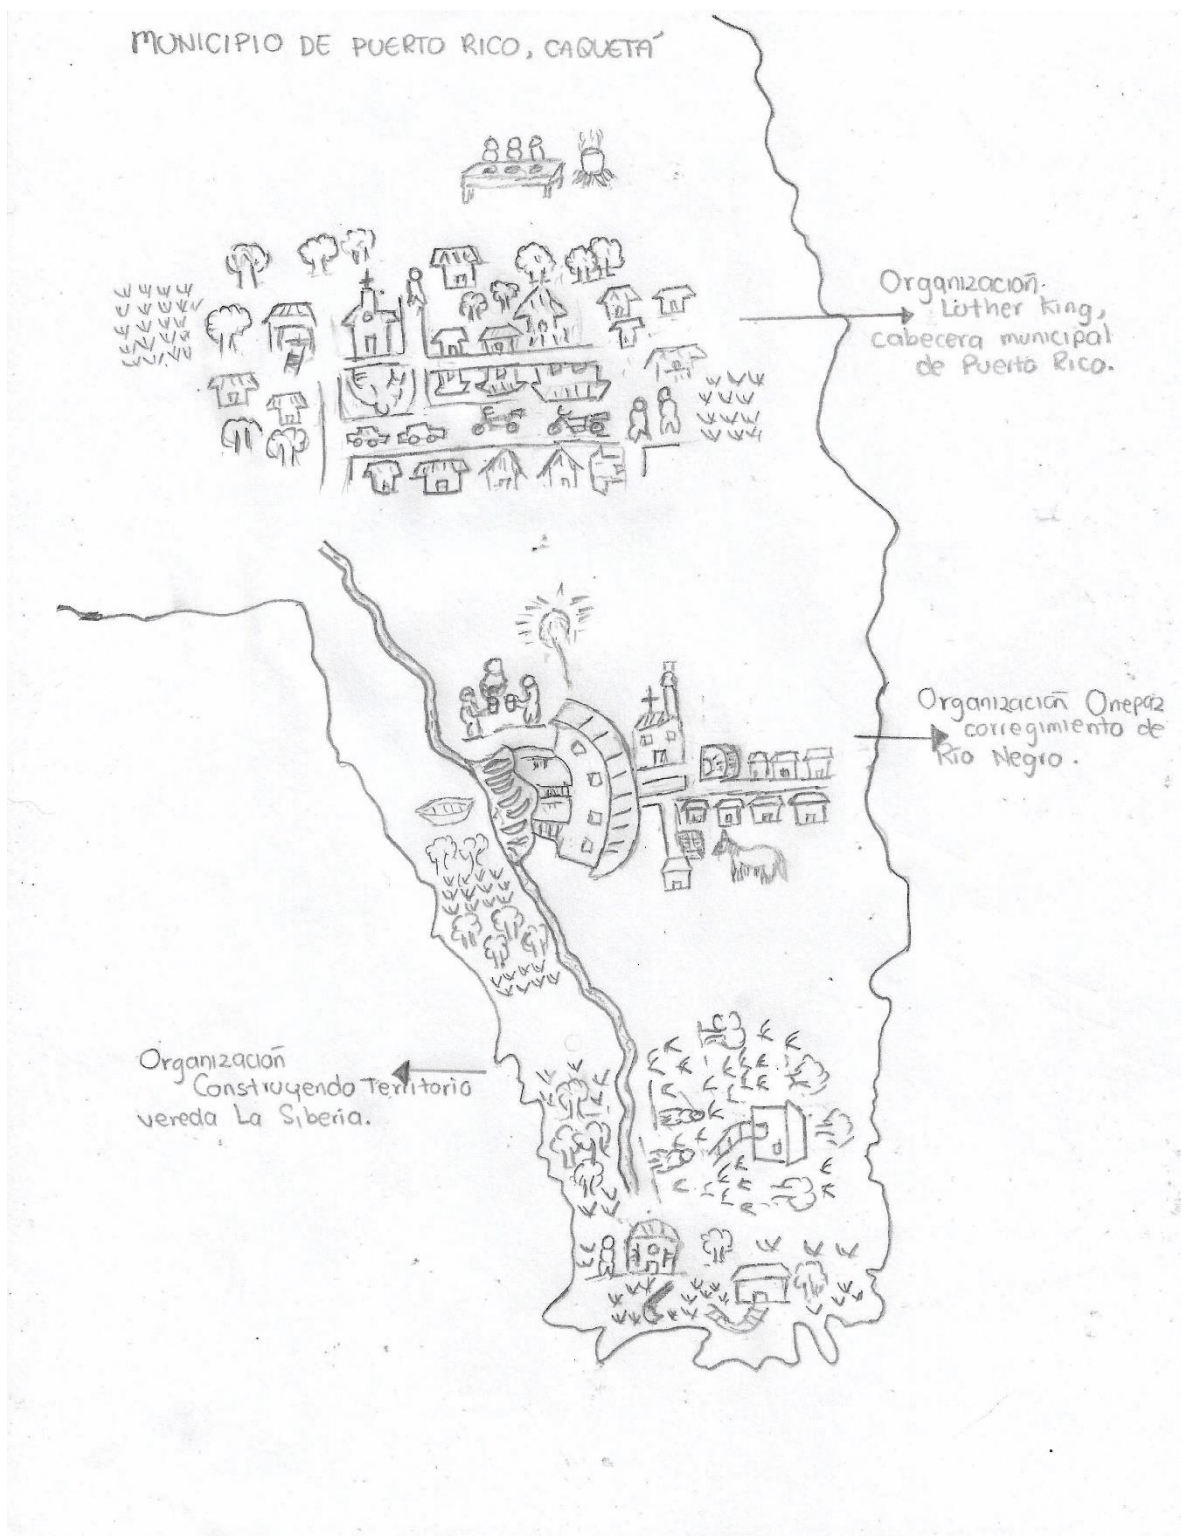 MUNICIPIO DE PUERTO RICO, CAQUETÁ
Organización
Luther King,
cabecera municipal
de Puerto Rico.
Organización Onepaz
corregimiento de
Río Negro.
Organización
Construyendo Territorio
vereda La Siberia.